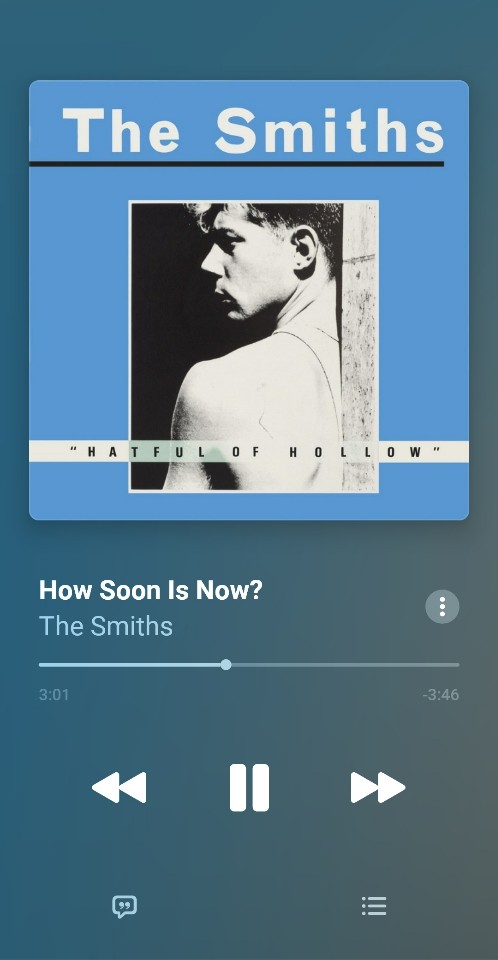 The Smiths
"HATFUL OF HOLLOW"
How Soon Is Now?
The Smiths
3:01
-3:46